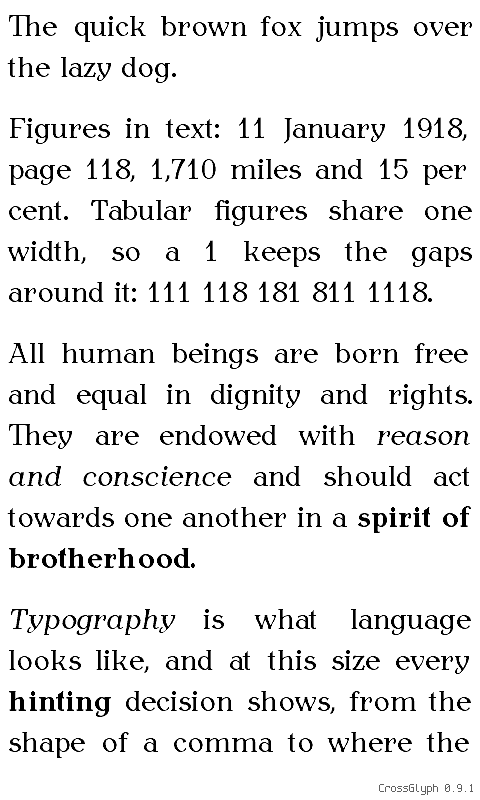 The quick brown fox jumps over
the lazy dog.
Figures in text: 11 January 1918,
page 118, 1,710 miles and 15 per
cent. Tabular figures share one
width, so a 1 keeps the gaps
around it: 111 118 181 811 1118.
All human beings are born free
and equal in dignity and rights.
They are endowed with reason
and conscience and should act
towards one another in a spirit of
brotherhood.
Typography is what language
looks like, and at this size every
hinting decision shows, from the
shape of a comma to where the
CrossGlyph 0.9.1